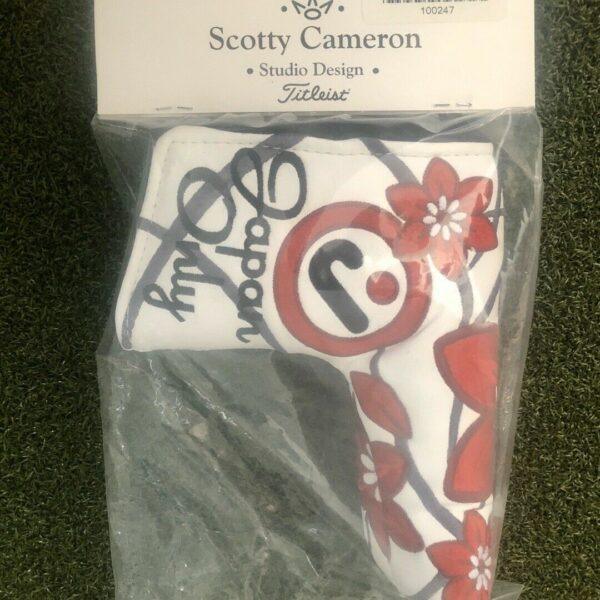 100247
Scotty Cameron
• Studio Design •
Titleist
Japan
Only
J